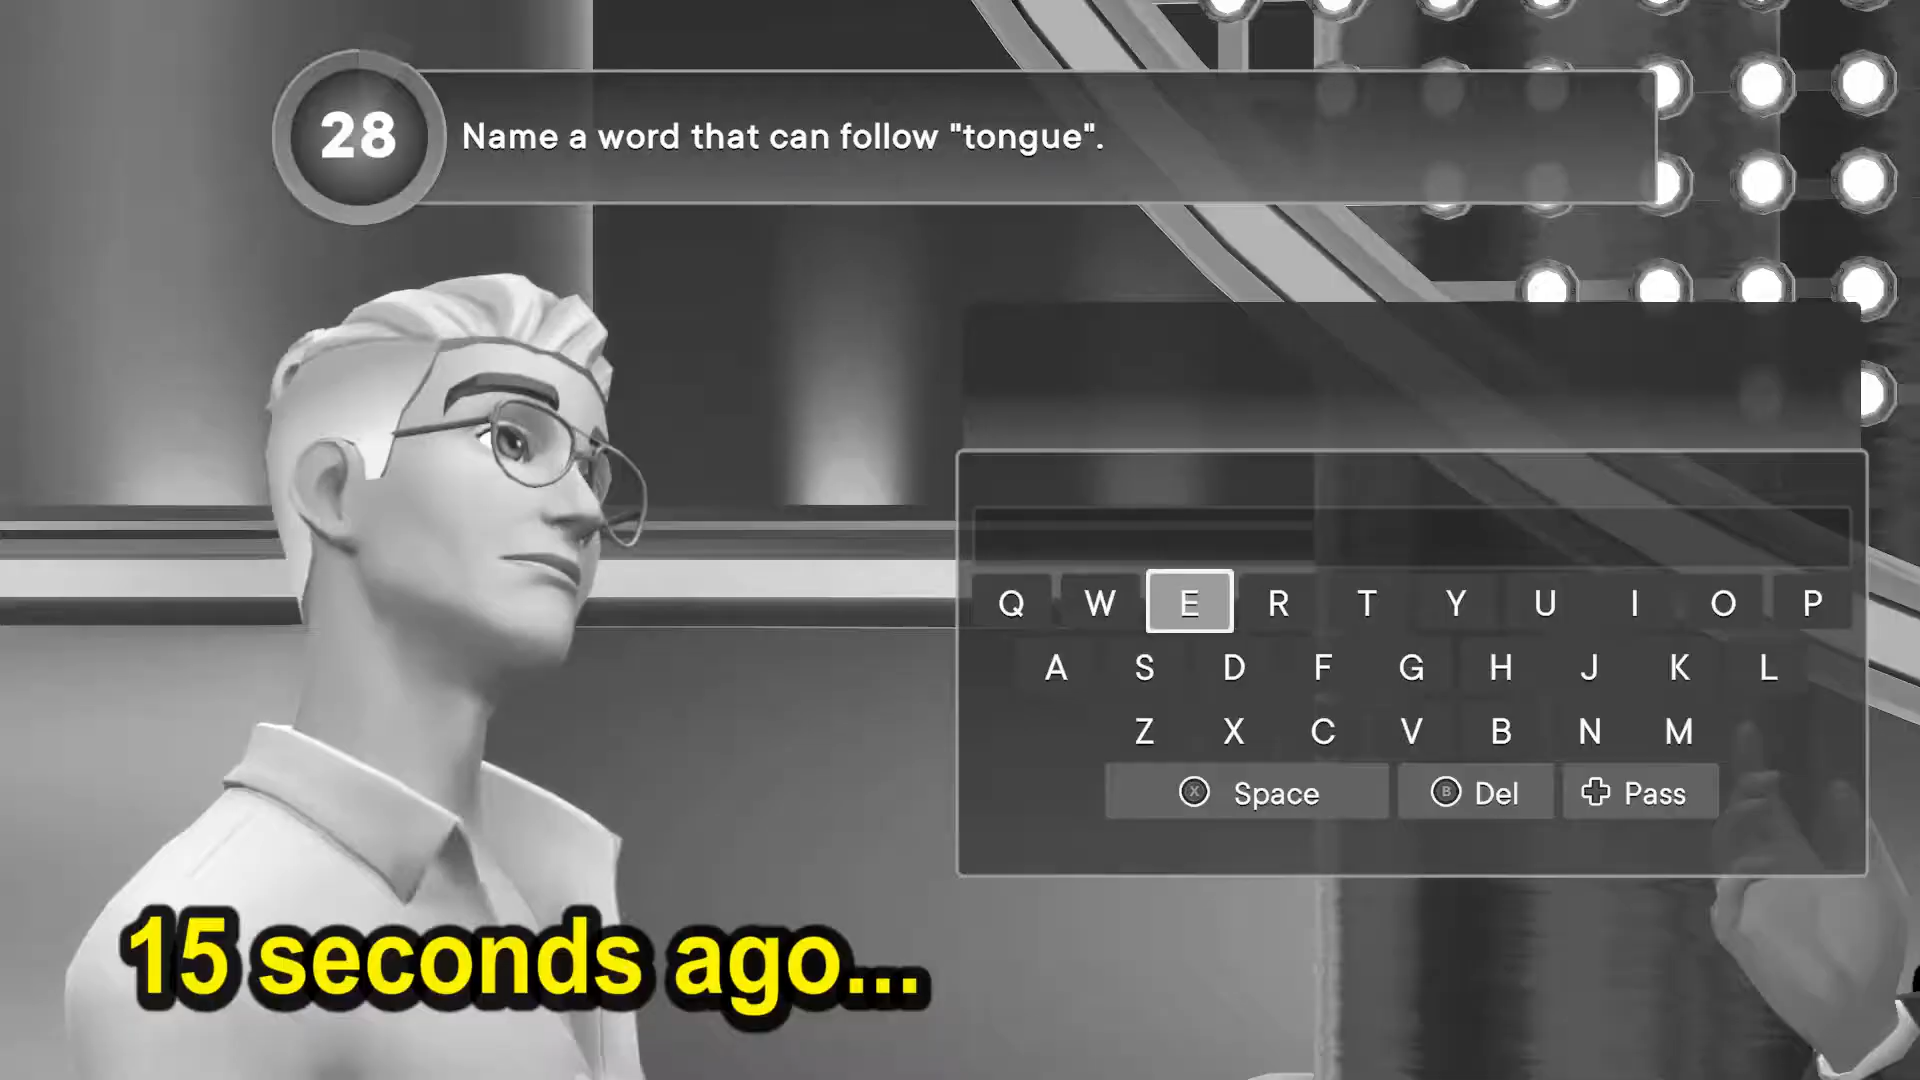 28
Name a word that can follow "tongue".
Q W E R T Y U I O P
A S D F G H J K L
Z X C V B N M
X Space B Del Pass
15 seconds ago...